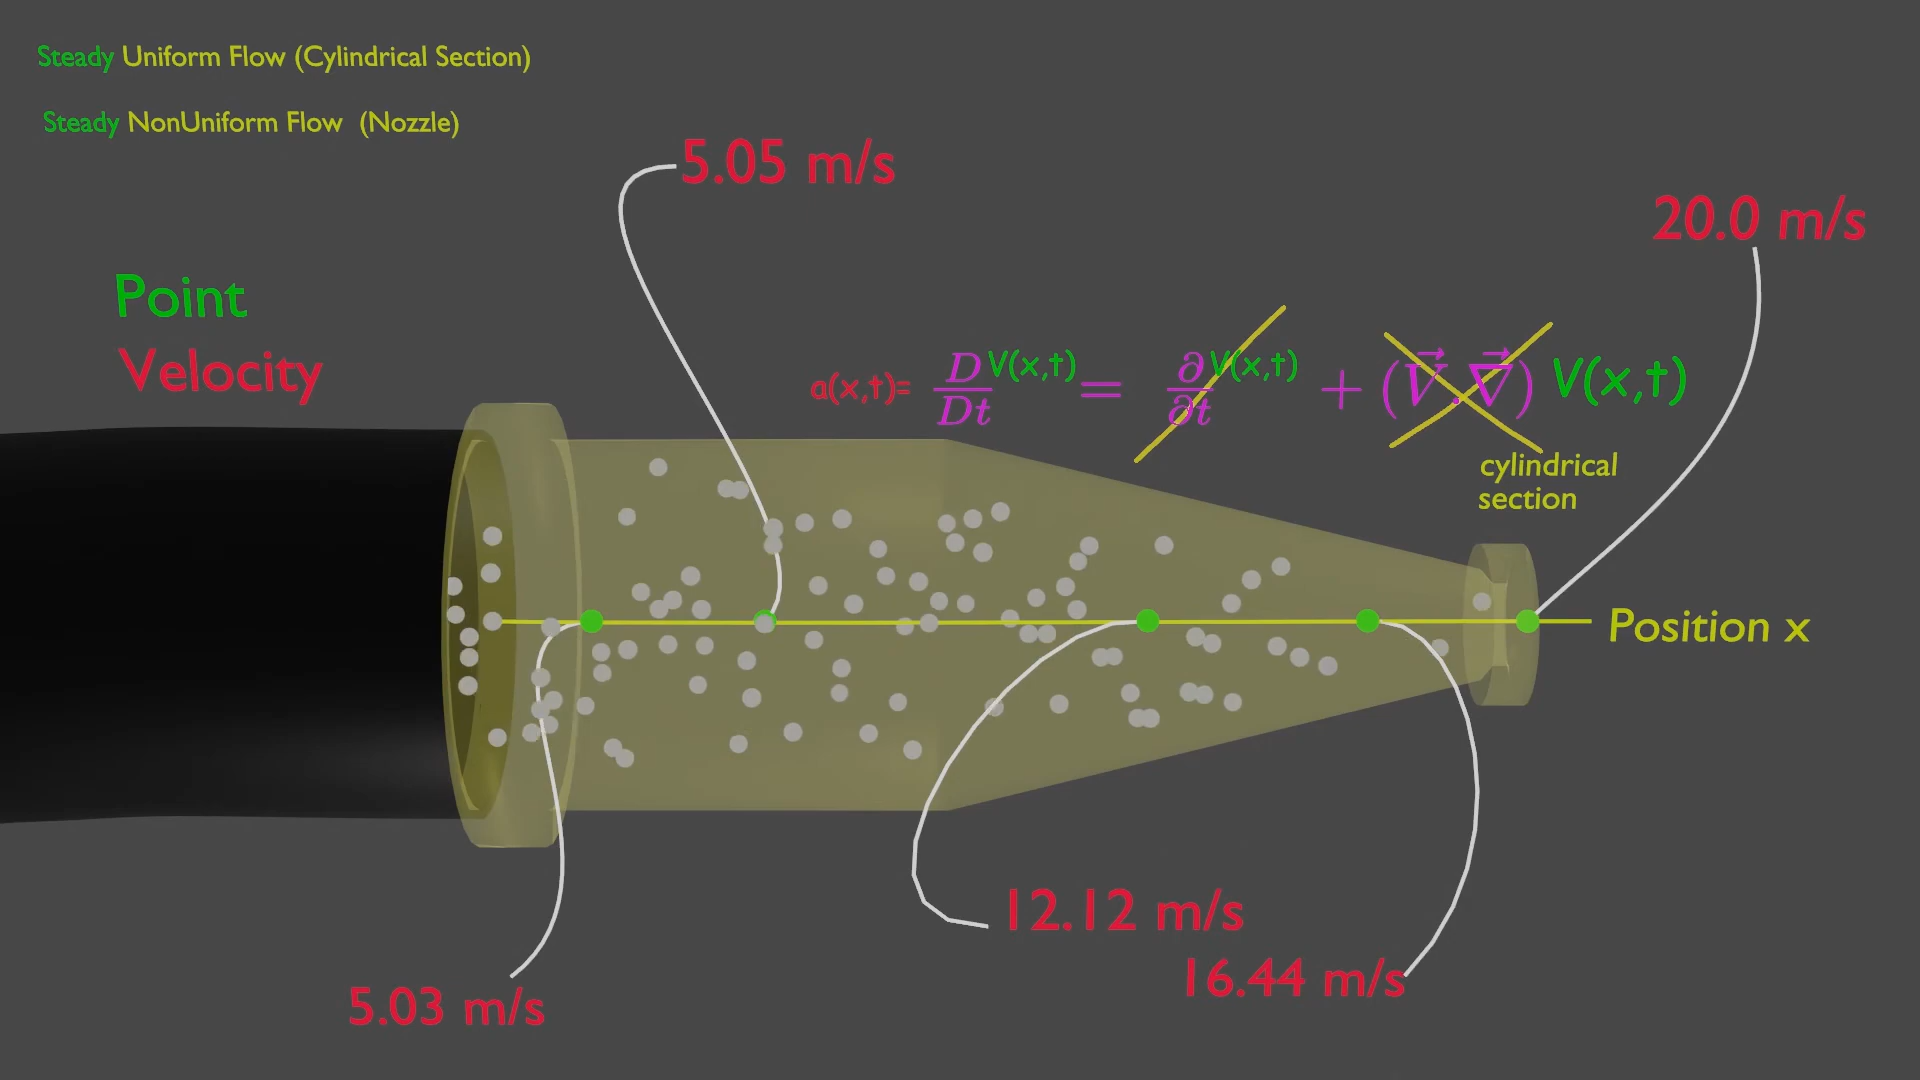 Steady Uniform Flow (Cylindrical Section)
Steady NonUniform Flow (Nozzle)
5.05 m/s
20.0 m/s
Point
Velocity
a(x,t)= D/Dt V(x,t) = ∂/∂t V(x,t) + (V⃗.∇⃗) V(x,t)
cylindrical
section
Position x
12.12 m/s
16.44 m/s
5.03 m/s